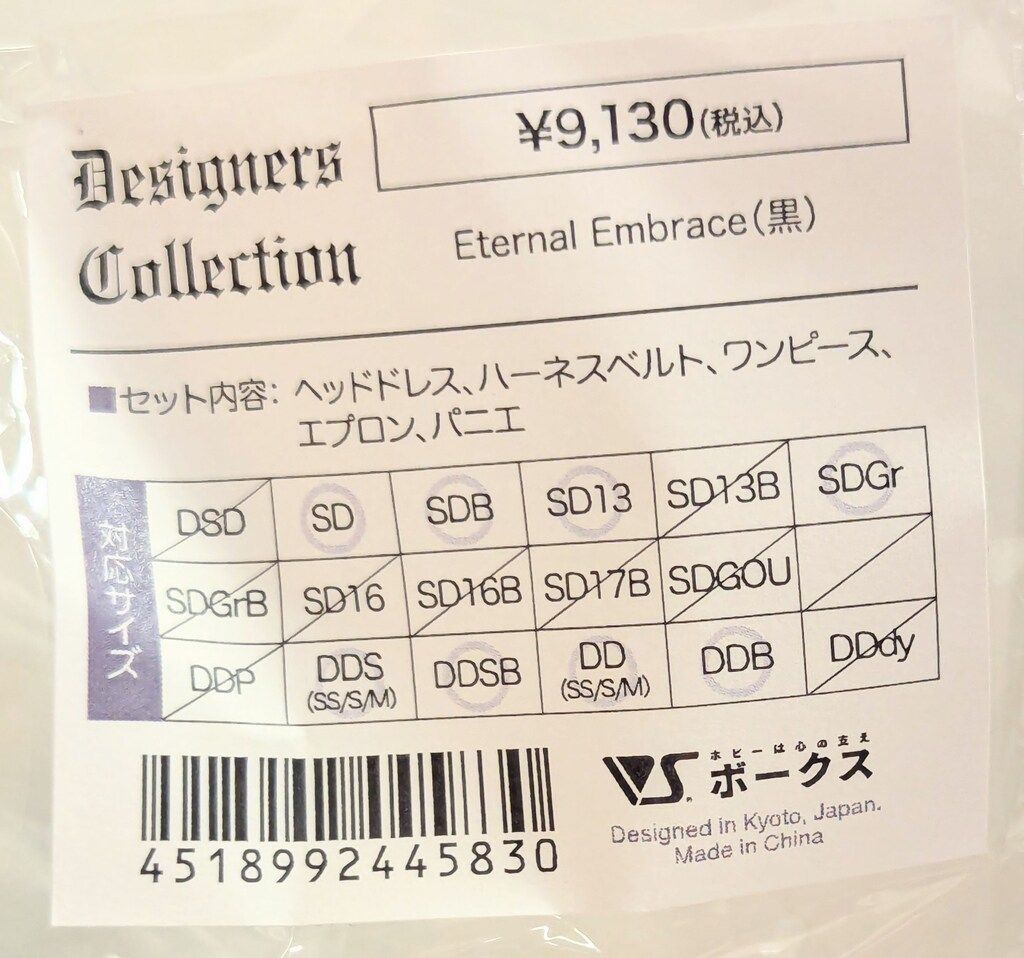 Designers
Collection
¥9,130(税込)
Eternal Embrace(黒)
■セット内容: ヘッドドレス、ハーネスベルト、ワンピース、
エプロン、パニエ
対応サイズ
DSD SD SDB SD13 SD13B SDGr
SDGrB SD16 SD16B SD17B SDGOU
DDP DDS (SS/S/M) DDSB DD (SS/S/M) DDB DDdy
4518992445830
VS
ホビーは心の支え
ボークス
Designed in Kyoto, Japan.
Made in China